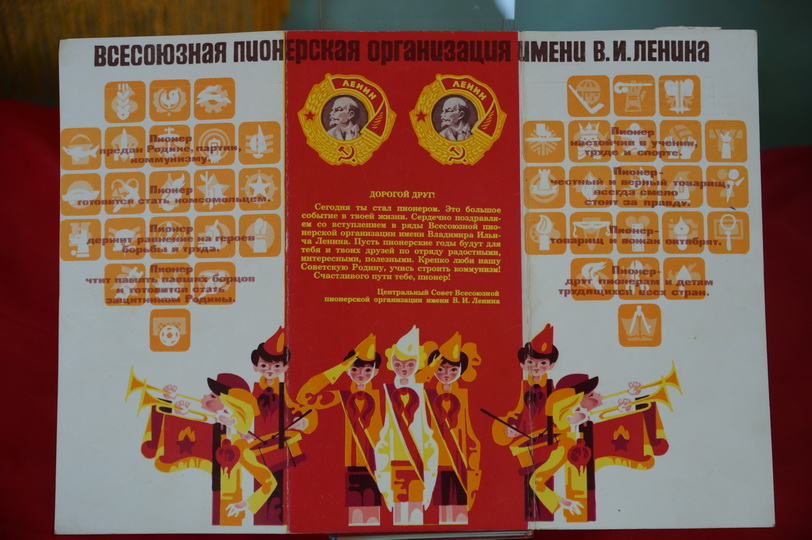 ВСЕСОЮЗНАЯ ПИОНЕРСКАЯ ОРГАНИЗАЦИЯ ИМЕНИ В. И. ЛЕНИНА
Пионер
предан Родине, партии,
коммунизму.
Пионер
готовится стать комсомольцем.
Пионер
держит равнение на героев
борьбы и труда.
Пионер
чтит память павших борцов
и готовится стать
защитником Родины.
ЛЕНИН
ЛЕНИН
ДОРОГОЙ ДРУГ!
Сегодня ты стал пионером. Это большое
событие в твоей жизни. Сердечно поздравля-
ем со вступлением в ряды Всесоюзной пио-
нерской организации имени Владимира Ильи-
ча Ленина. Пусть пионерские годы будут для
тебя и твоих друзей по отряду радостными,
интересными, полезными. Крепко люби нашу
Советскую Родину, учись строить коммунизм!
Счастливого пути тебе, пионер!
Центральный Совет Всесоюзной
пионерской организации имени В. И. Ленина
Пионер
настойчив в учении,
труде и спорте.
Пионер-
честный и верный товарищ,
всегда смело
стоит за правду.
Пионер-
товарищ и вожак октябрят.
Пионер-
друг пионерам и детям
трудящихся всех стран.